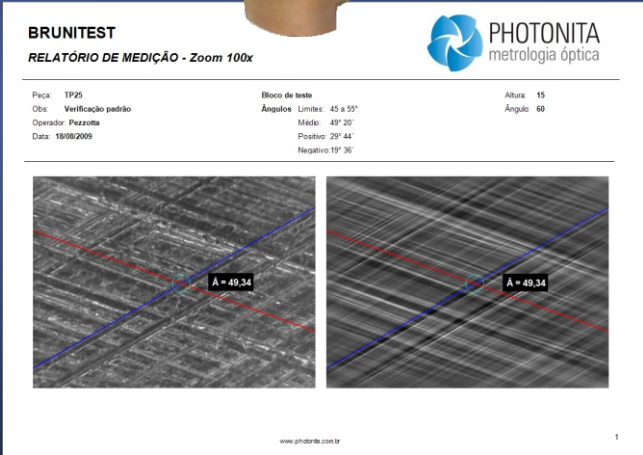 BRUNITEST
RELATÓRIO DE MEDIÇÃO - Zoom 100x
PHOTONITA
metrologia óptica
Peça: TP25
Obs: Verificação padrão
Operador: Pezzotta
Data: 18/08/2009
Bloco de teste
Ângulos Limites: 45 a 55°
Médio: 49° 20´
Positivo: 29° 44´
Negativo: 19° 36´
Altura: 15
Ângulo: 60
Â = 49,34
Â = 49,34
www.photonita.com.br
1